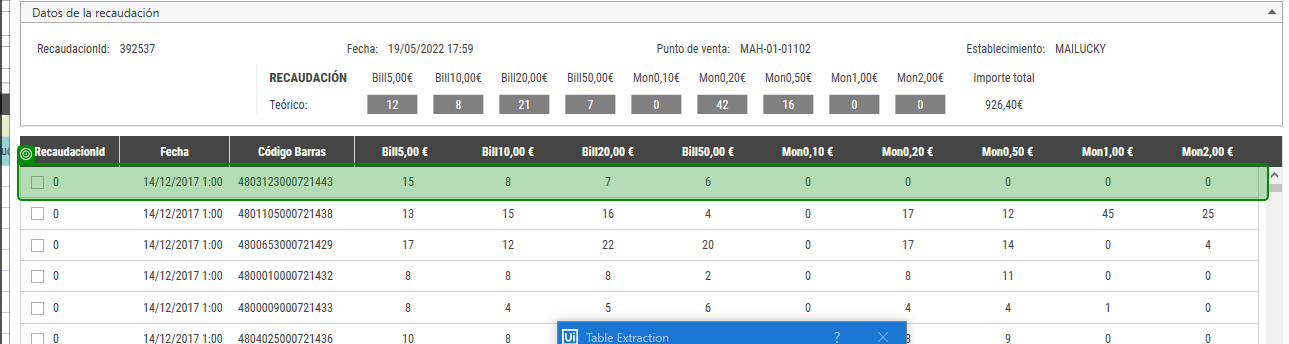 Datos de la recaudación
RecaudacionId: 392537 Fecha: 19/05/2022 17:59 Punto de venta: MAH-01-01102 Establecimiento: MAILUCKY
RECAUDACIÓN Bill5,00€ Bill10,00€ Bill20,00€ Bill50,00€ Mon0,10€ Mon0,20€ Mon0,50€ Mon1,00€ Mon2,00€ Importe total
Teórico: 12 8 21 7 0 42 16 0 0 926,40€
RecaudacionId Fecha Código Barras Bill5,00 € Bill10,00 € Bill20,00 € Bill50,00 € Mon0,10 € Mon0,20 € Mon0,50 € Mon1,00 € Mon2,00 €
0 14/12/2017 1:00 4803123000721443 15 8 7 6 0 0 0 0 0
0 14/12/2017 1:00 4801105000721438 13 15 16 4 0 17 12 45 25
0 14/12/2017 1:00 4800653000721429 17 12 22 20 0 17 14 0 4
0 14/12/2017 1:00 4800010000721432 8 8 8 2 0 8 11 0 0
0 14/12/2017 1:00 4800009000721433 8 4 5 6 0 4 4 1 0
0 14/12/2017 1:00 4804025000721436 10 8 9 0 0
Ui Table Extraction ?